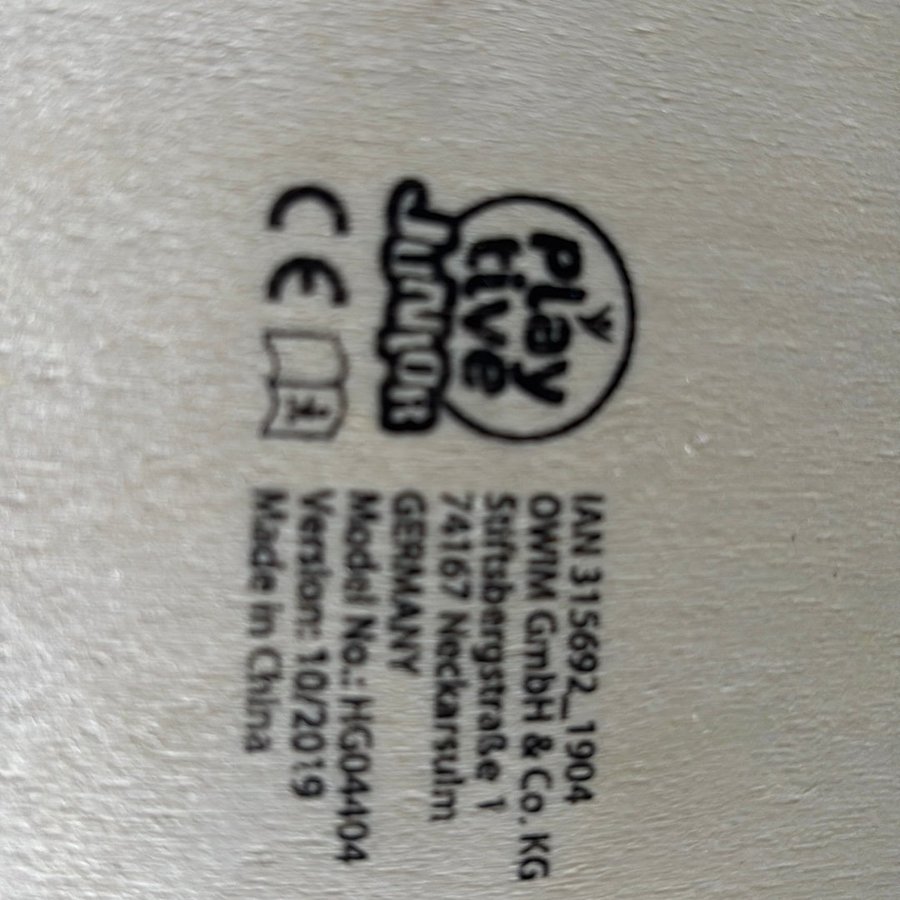 Play
tive
JUNIOR
CE
IAN 315692_1904
OWIM GmbH & Co. KG
Stiftsbergstraße 1
74167 Neckarsulm
GERMANY
Model No.: HG04404
Version: 10/2019
Made in China